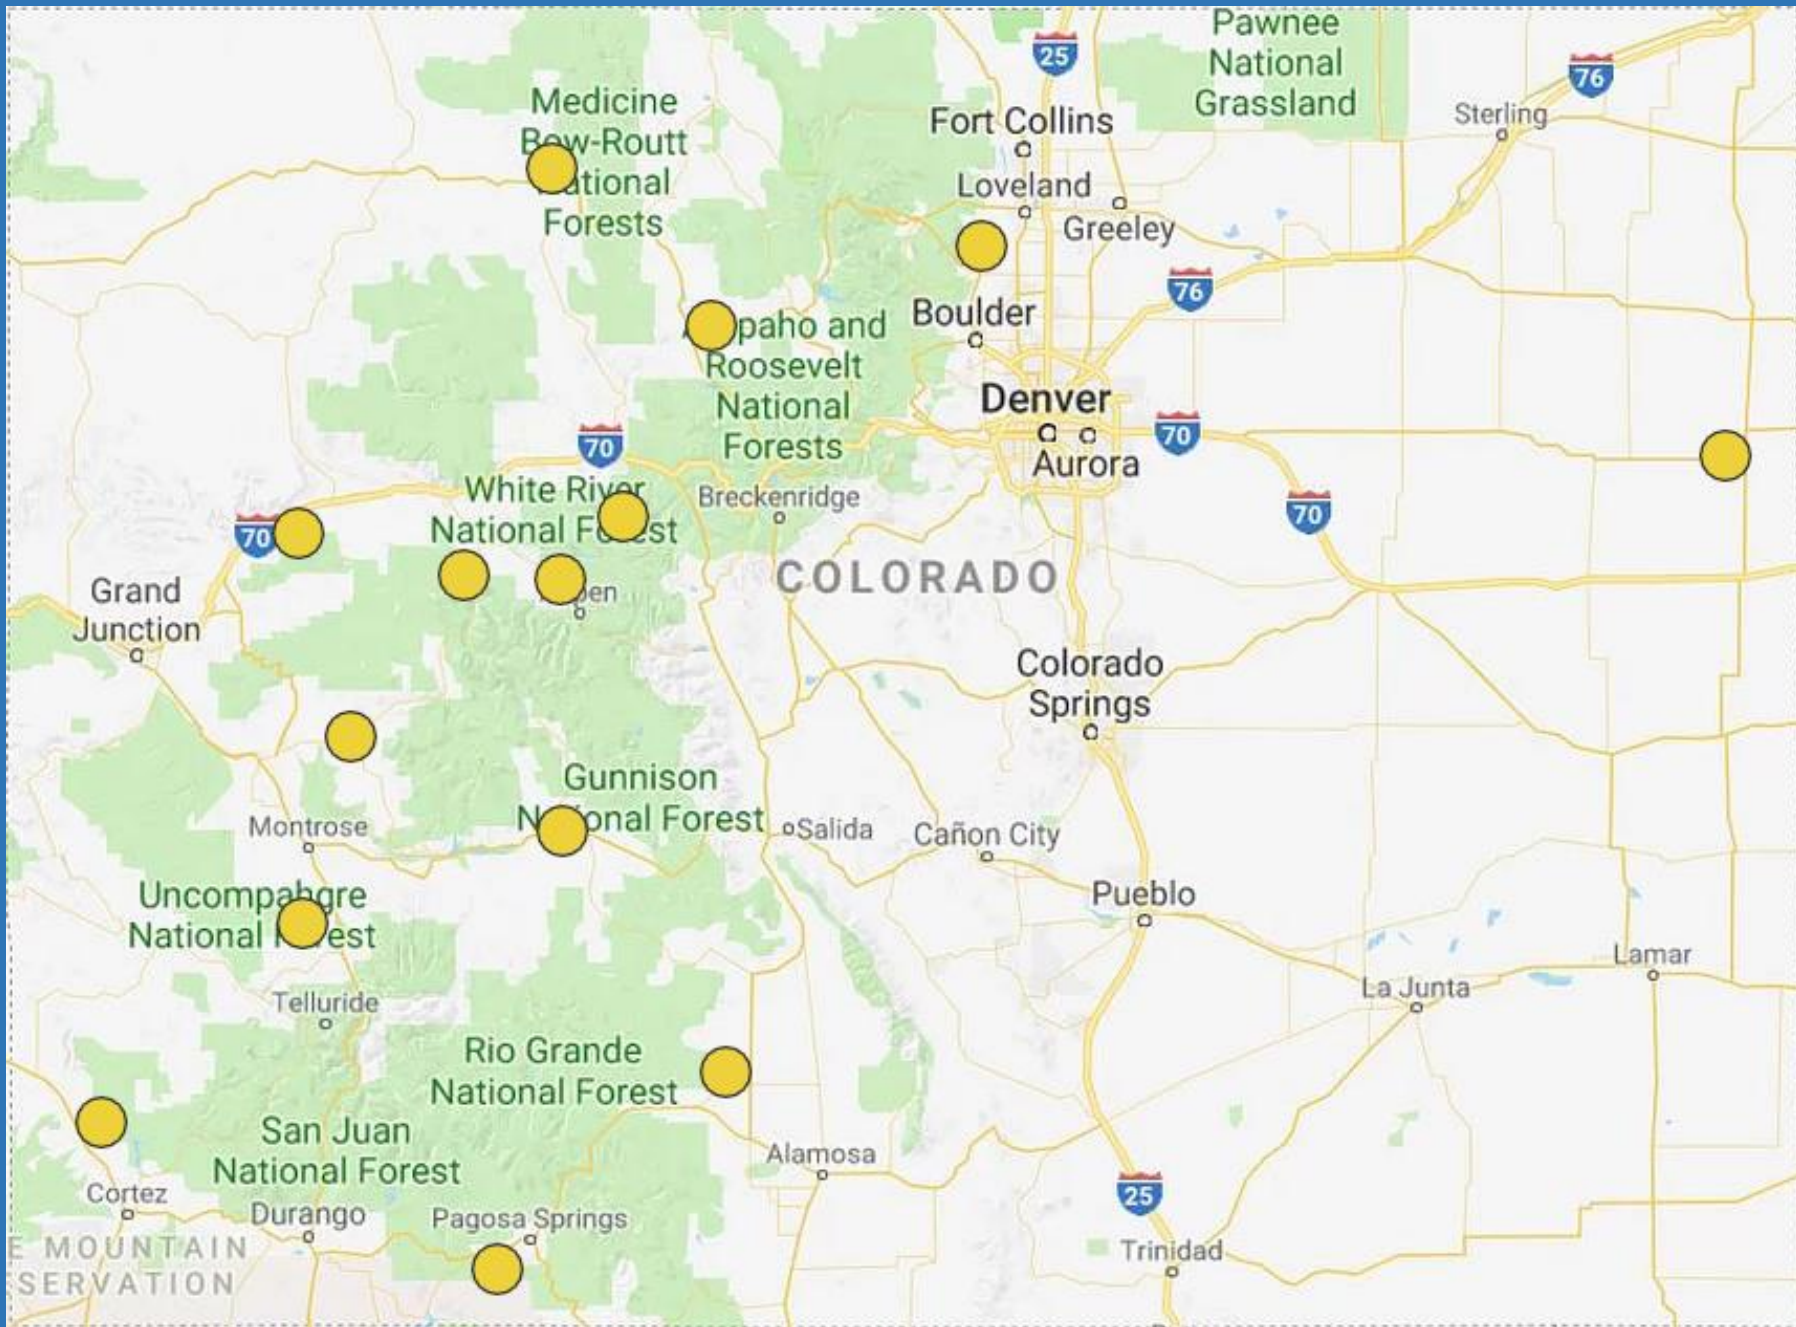 Pawnee
National
Grassland
25
76
Sterling
Medicine
Bow-Routt
National
Forests
Fort Collins
Loveland
Greeley
76
Boulder
paho and
Roosevelt
National
Forests
Denver
70
Aurora
70
70
White River
National Forest
Breckenridge
70
COLORADO
Grand
Junction
Colorado
Springs
Gunnison
National Forest
Montrose
Salida
Cañon City
Pueblo
Uncompahgre
National Forest
Lamar
La Junta
Telluride
Rio Grande
National Forest
San Juan
National Forest
Alamosa
Cortez
Durango
Pagosa Springs
25
E MOUNTAIN
SERVATION
Trinidad